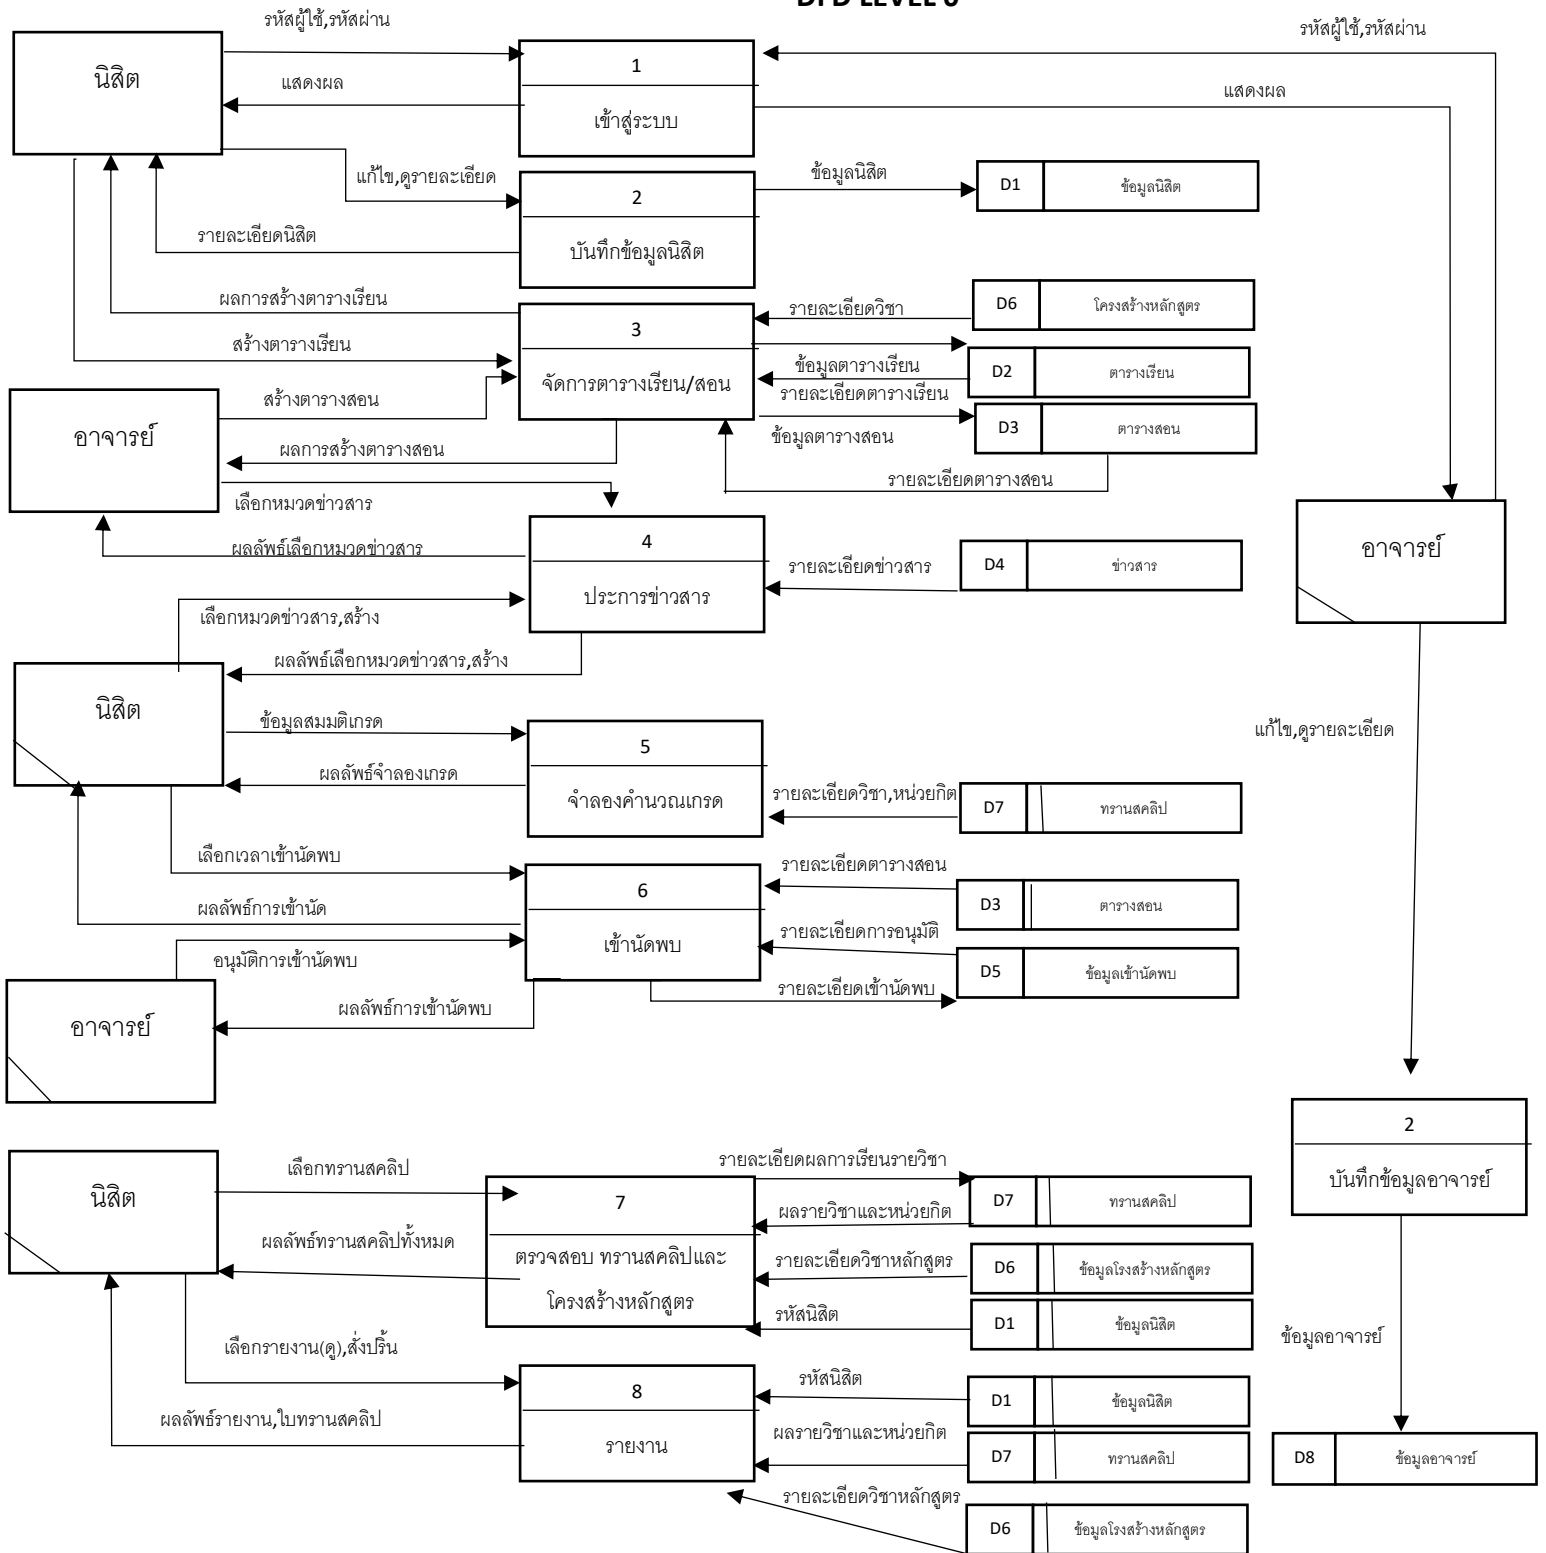 รหัสผู้ใช้,รหัสผ่าน
รหัสผู้ใช้,รหัสผ่าน
นิสิต
1
เข้าสู่ระบบ
แสดงผล
แสดงผล
แก้ไข,ดูรายละเอียด
2
บันทึกข้อมูลนิสิต
ข้อมูลนิสิต
D1
ข้อมูลนิสิต
รายละเอียดนิสิต
ผลการสร้างตารางเรียน
3
จัดการตารางเรียน/สอน
รายละเอียดวิชา
D6
โครงสร้างหลักสูตร
สร้างตารางเรียน
ข้อมูลตารางเรียน
D2
ตารางเรียน
รายละเอียดตารางเรียน
สร้างตารางสอน
อาจารย์
D3
ตารางสอน
ข้อมูลตารางสอน
ผลการสร้างตารางสอน
รายละเอียดตารางสอน
เลือกหมวดข่าวสาร
ผลลัพธ์เลือกหมวดข่าวสาร
4
ประการข่าวสาร
รายละเอียดข่าวสาร
D4
ข่าวสาร
อาจารย์
เลือกหมวดข่าวสาร,สร้าง
ผลลัพธ์เลือกหมวดข่าวสาร,สร้าง
นิสิต
ข้อมูลสมมติเกรด
5
จำลองคำนวณเกรด
แก้ไข,ดูรายละเอียด
ผลลัพธ์จำลองเกรด
รายละเอียดวิชา,หน่วยกิต
D7
ทรานสคลิป
เลือกเวลาเข้านัดพบ
6
เข้านัดพบ
รายละเอียดตารางสอน
D3
ตารางสอน
ผลลัพธ์การเข้านัด
รายละเอียดการอนุมัติ
อนุมัติการเข้านัดพบ
D5
ข้อมูลเข้านัดพบ
รายละเอียดเข้านัดพบ
ผลลัพธ์การเข้านัดพบ
อาจารย์
2
บันทึกข้อมูลอาจารย์
นิสิต
เลือกทรานสคลิป
7
ตรวจสอบ ทรานสคลิปและ
โครงสร้างหลักสูตร
รายละเอียดผลการเรียนรายวิชา
D7
ทรานสคลิป
ผลรายวิชาและหน่วยกิต
ผลลัพธ์ทรานสคลิปทั้งหมด
รายละเอียดวิชาหลักสูตร
D6
ข้อมูลโรงสร้างหลักสูตร
รหัสนิสิต
D1
ข้อมูลนิสิต
ข้อมูลอาจารย์
เลือกรายงาน(ดู),สั่งปริ้น
8
รายงาน
รหัสนิสิต
D1
ข้อมูลนิสิต
ผลลัพธ์รายงาน,ใบทรานสคลิป
ผลรายวิชาและหน่วยกิต
D7
ทรานสคลิป
D8
ข้อมูลอาจารย์
รายละเอียดวิชาหลักสูตร
D6
ข้อมูลโรงสร้างหลักสูตร